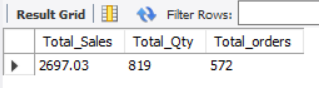 Result Grid Filter Rows:
Total_Sales Total_Qty Total_orders
2697.03 819 572